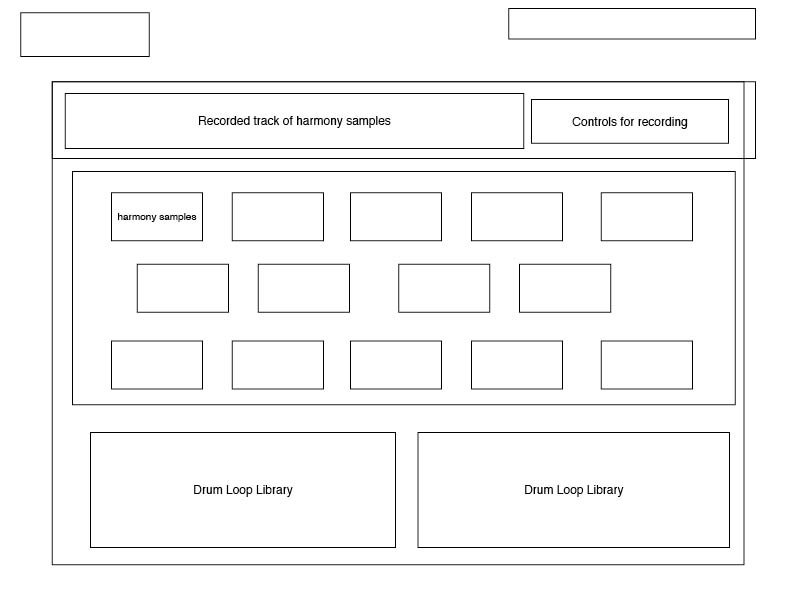 Recorded track of harmony samples
Controls for recording
harmony samples
Drum Loop Library
Drum Loop Library